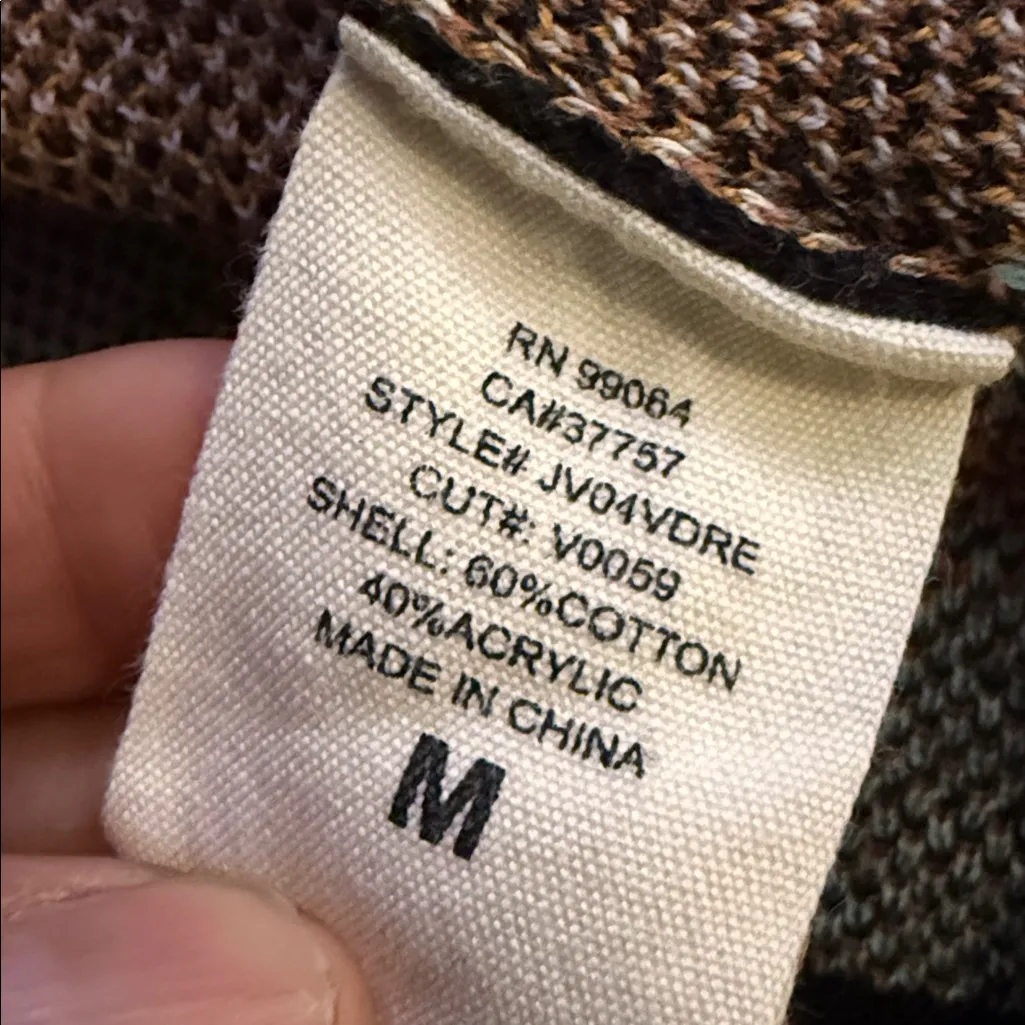 RN 99064
CA#37757
STYLE# JV04VDRE
CUT#: V0059
SHELL: 60%COTTON
40%ACRYLIC
MADE IN CHINA
M